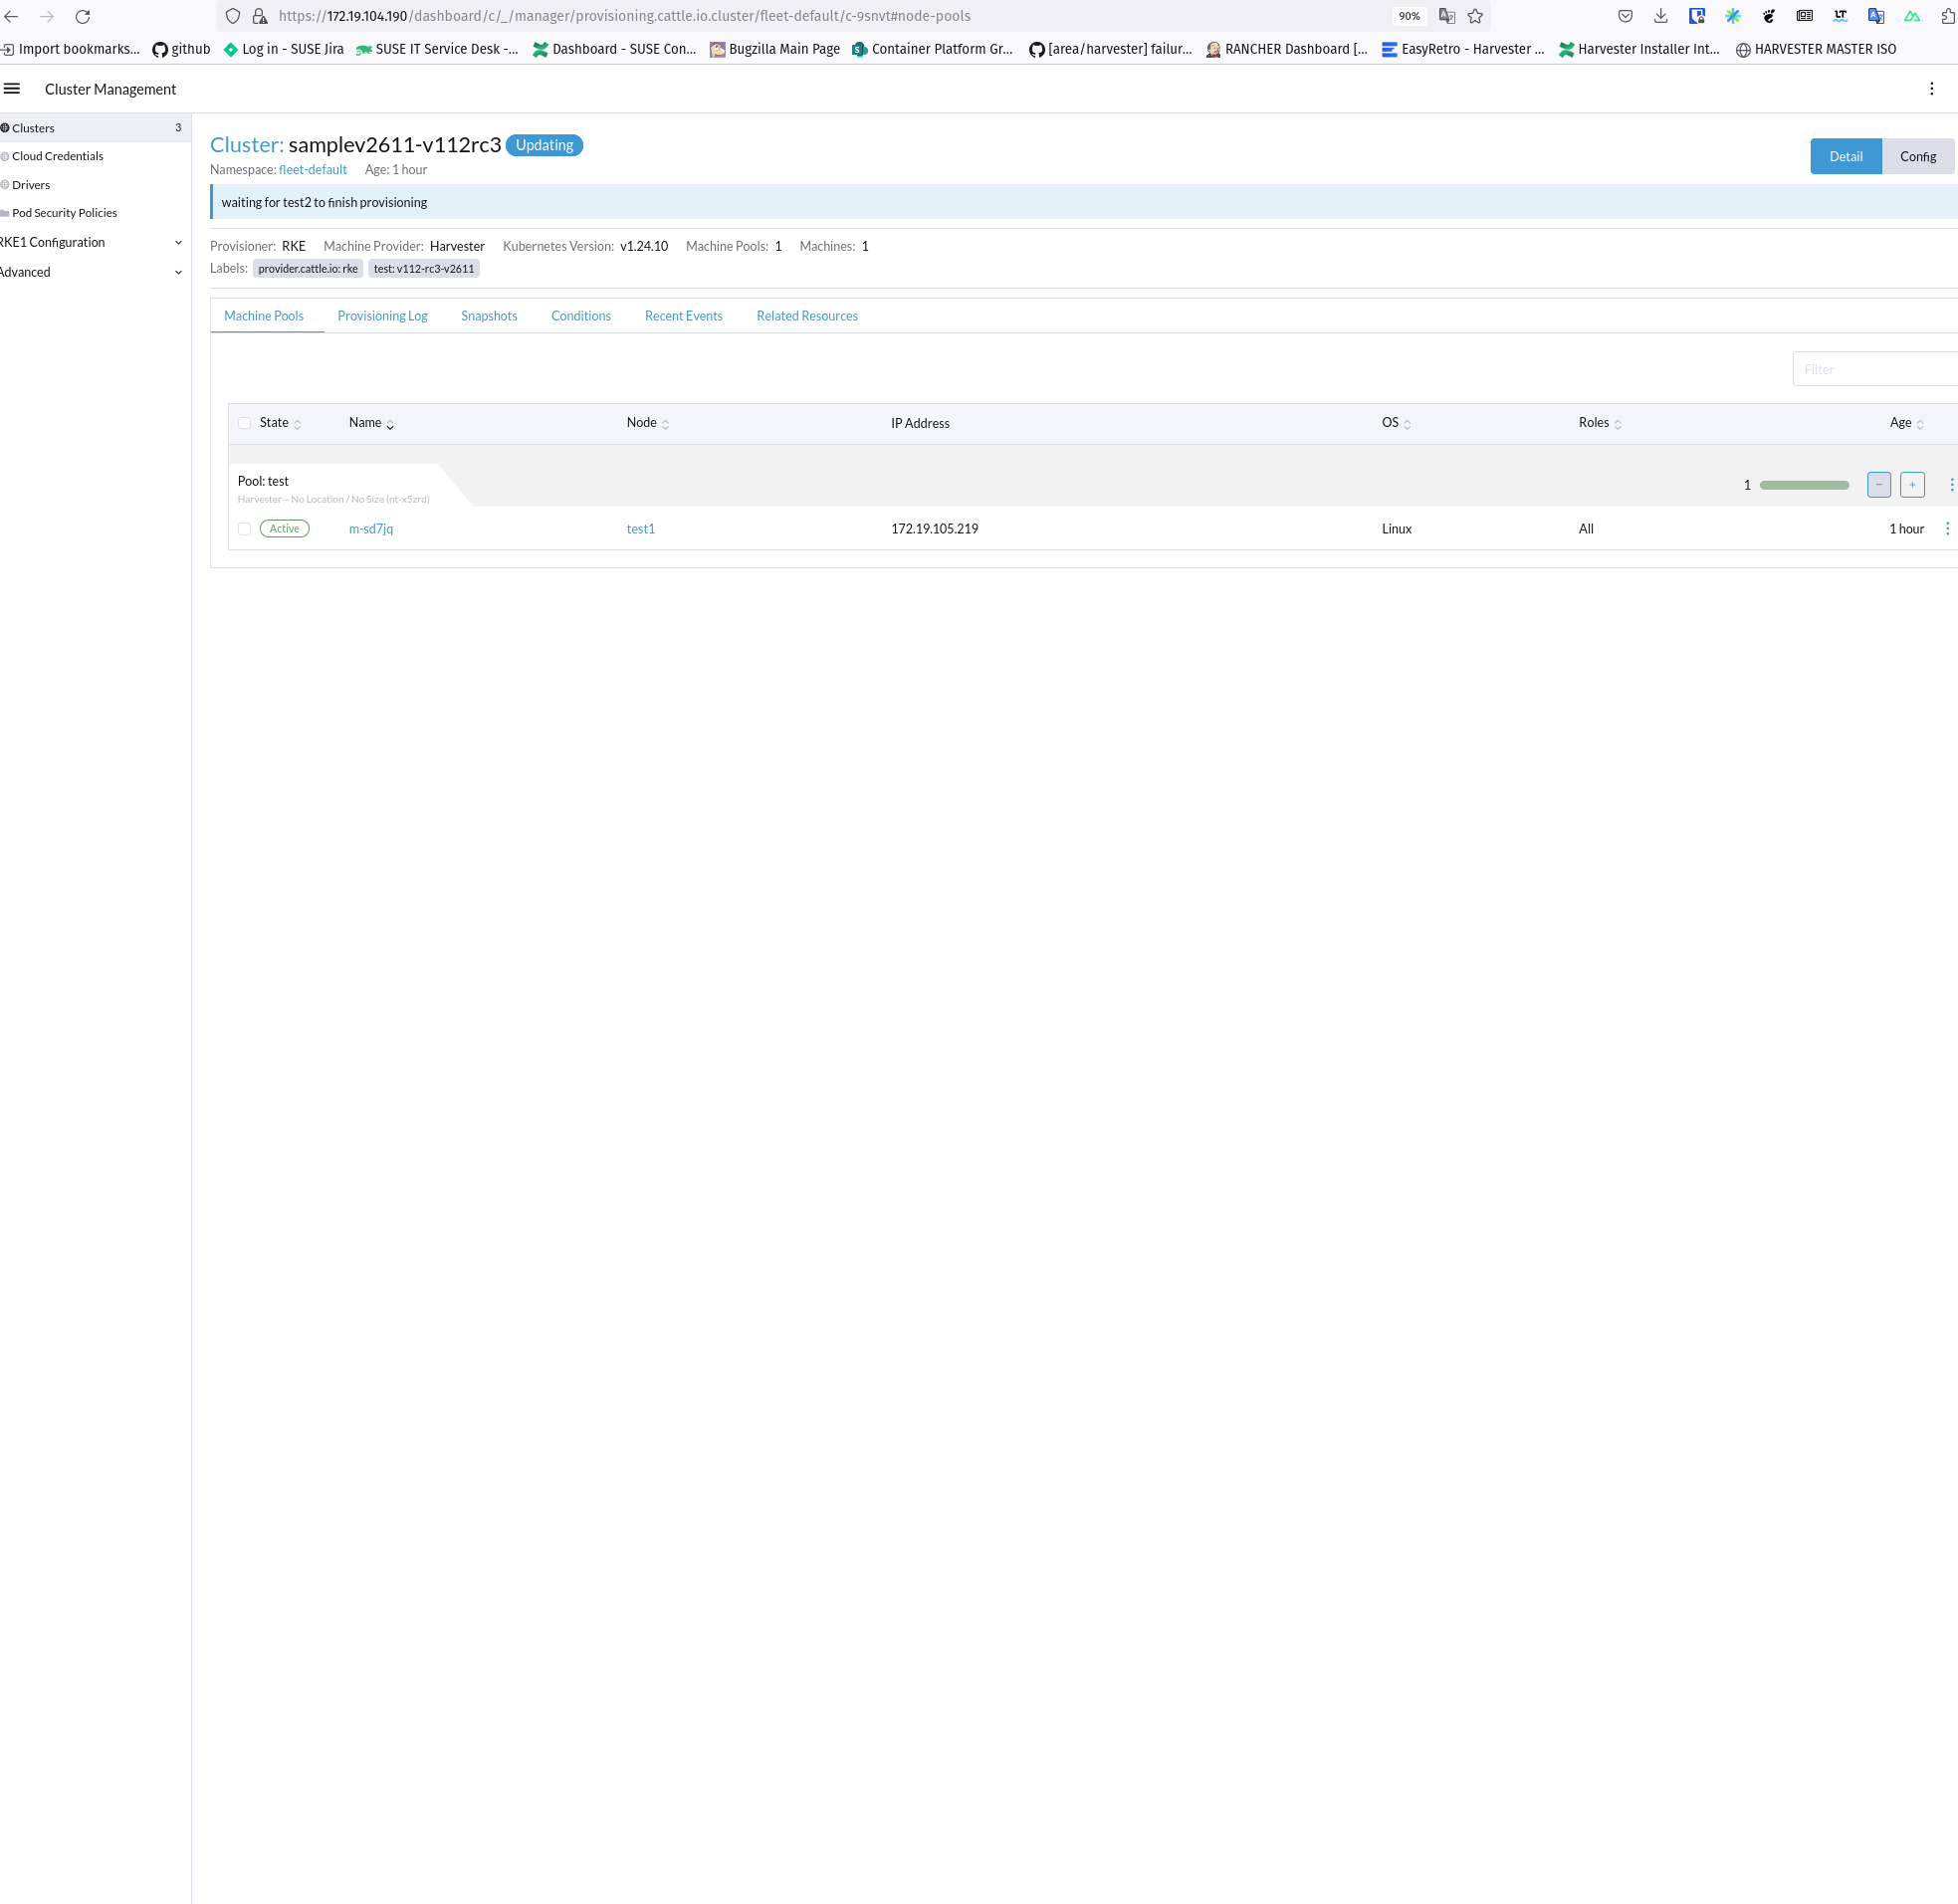 https://172.19.104.190/dashboard/c/_/manager/provisioning.cattle.io.cluster/fleet-default/c-9snvt#node-pools 90%
Import bookmarks... github Log in - SUSE Jira SUSE IT Service Desk -... Dashboard - SUSE Con... Bugzilla Main Page Container Platform Gr... [area/harvester] failur... RANCHER Dashboard [... EasyRetro - Harvester ... Harvester Installer Int... HARVESTER MASTER ISO
Cluster Management
Clusters 3
Cloud Credentials
Drivers
Pod Security Policies
RKE1 Configuration
Advanced
Cluster: samplev2611-v112rc3 Updating
Namespace: fleet-default Age: 1 hour
Detail Config
waiting for test2 to finish provisioning
Provisioner: RKE Machine Provider: Harvester Kubernetes Version: v1.24.10 Machine Pools: 1 Machines: 1
Labels: provider.cattle.io: rke test: v112-rc3-v2611
Machine Pools Provisioning Log Snapshots Conditions Recent Events Related Resources
Filter
State Name Node IP Address OS Roles Age
Pool: test
Harvester – No Location / No Size (nt-x5zrd)
1 − +
Active m-sd7jq test1 172.19.105.219 Linux All 1 hour